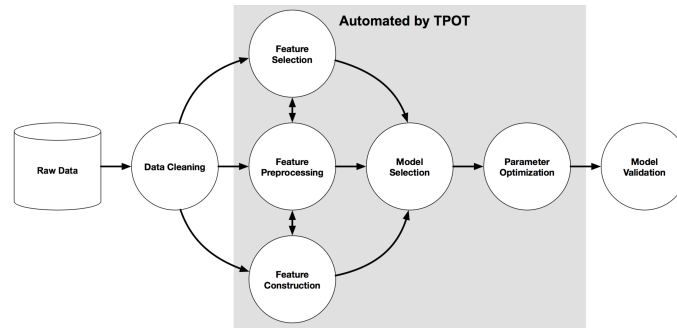 Automated by TPOT
Feature
Selection
Raw Data
Data Cleaning
Feature
Preprocessing
Model
Selection
Parameter
Optimization
Model
Validation
Feature
Construction